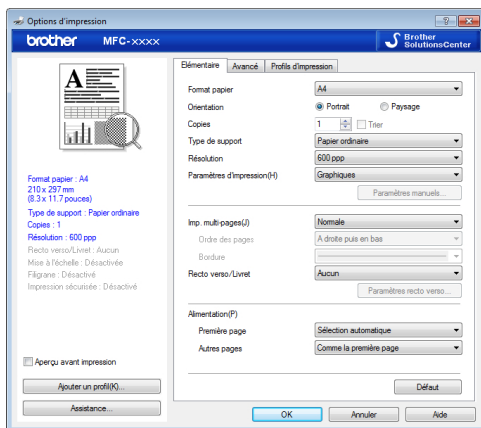 Options d'impression
brother MFC-xxxx
Brother
SolutionsCenter
Elémentaire Avancé Profils d'impression
Format papier A4
Orientation Portrait Paysage
Copies 1 Trier
Type de support Papier ordinaire
Résolution 600 ppp
Paramètres d'impression(H) Graphiques
Paramètres manuels...
Imp. multi-pages(J) Normale
Ordre des pages A droite puis en bas
Bordure
Recto verso/Livret Aucun
Paramètres recto verso...
Alimentation(P)
Première page Sélection automatique
Autres pages Comme la première page
Défaut
A
Format papier : A4
210 x 297 mm
(8.3 x 11.7 pouces)
Type de support : Papier ordinaire
Copies : 1
Résolution : 600 ppp
Recto verso/Livret : Aucun
Mise à l'échelle : Désactivée
Filigrane : Désactivé
Impression sécurisée : Désactivé
Aperçu avant impression
Ajouter un profil(K)...
Assistance...
OK Annuler Aide